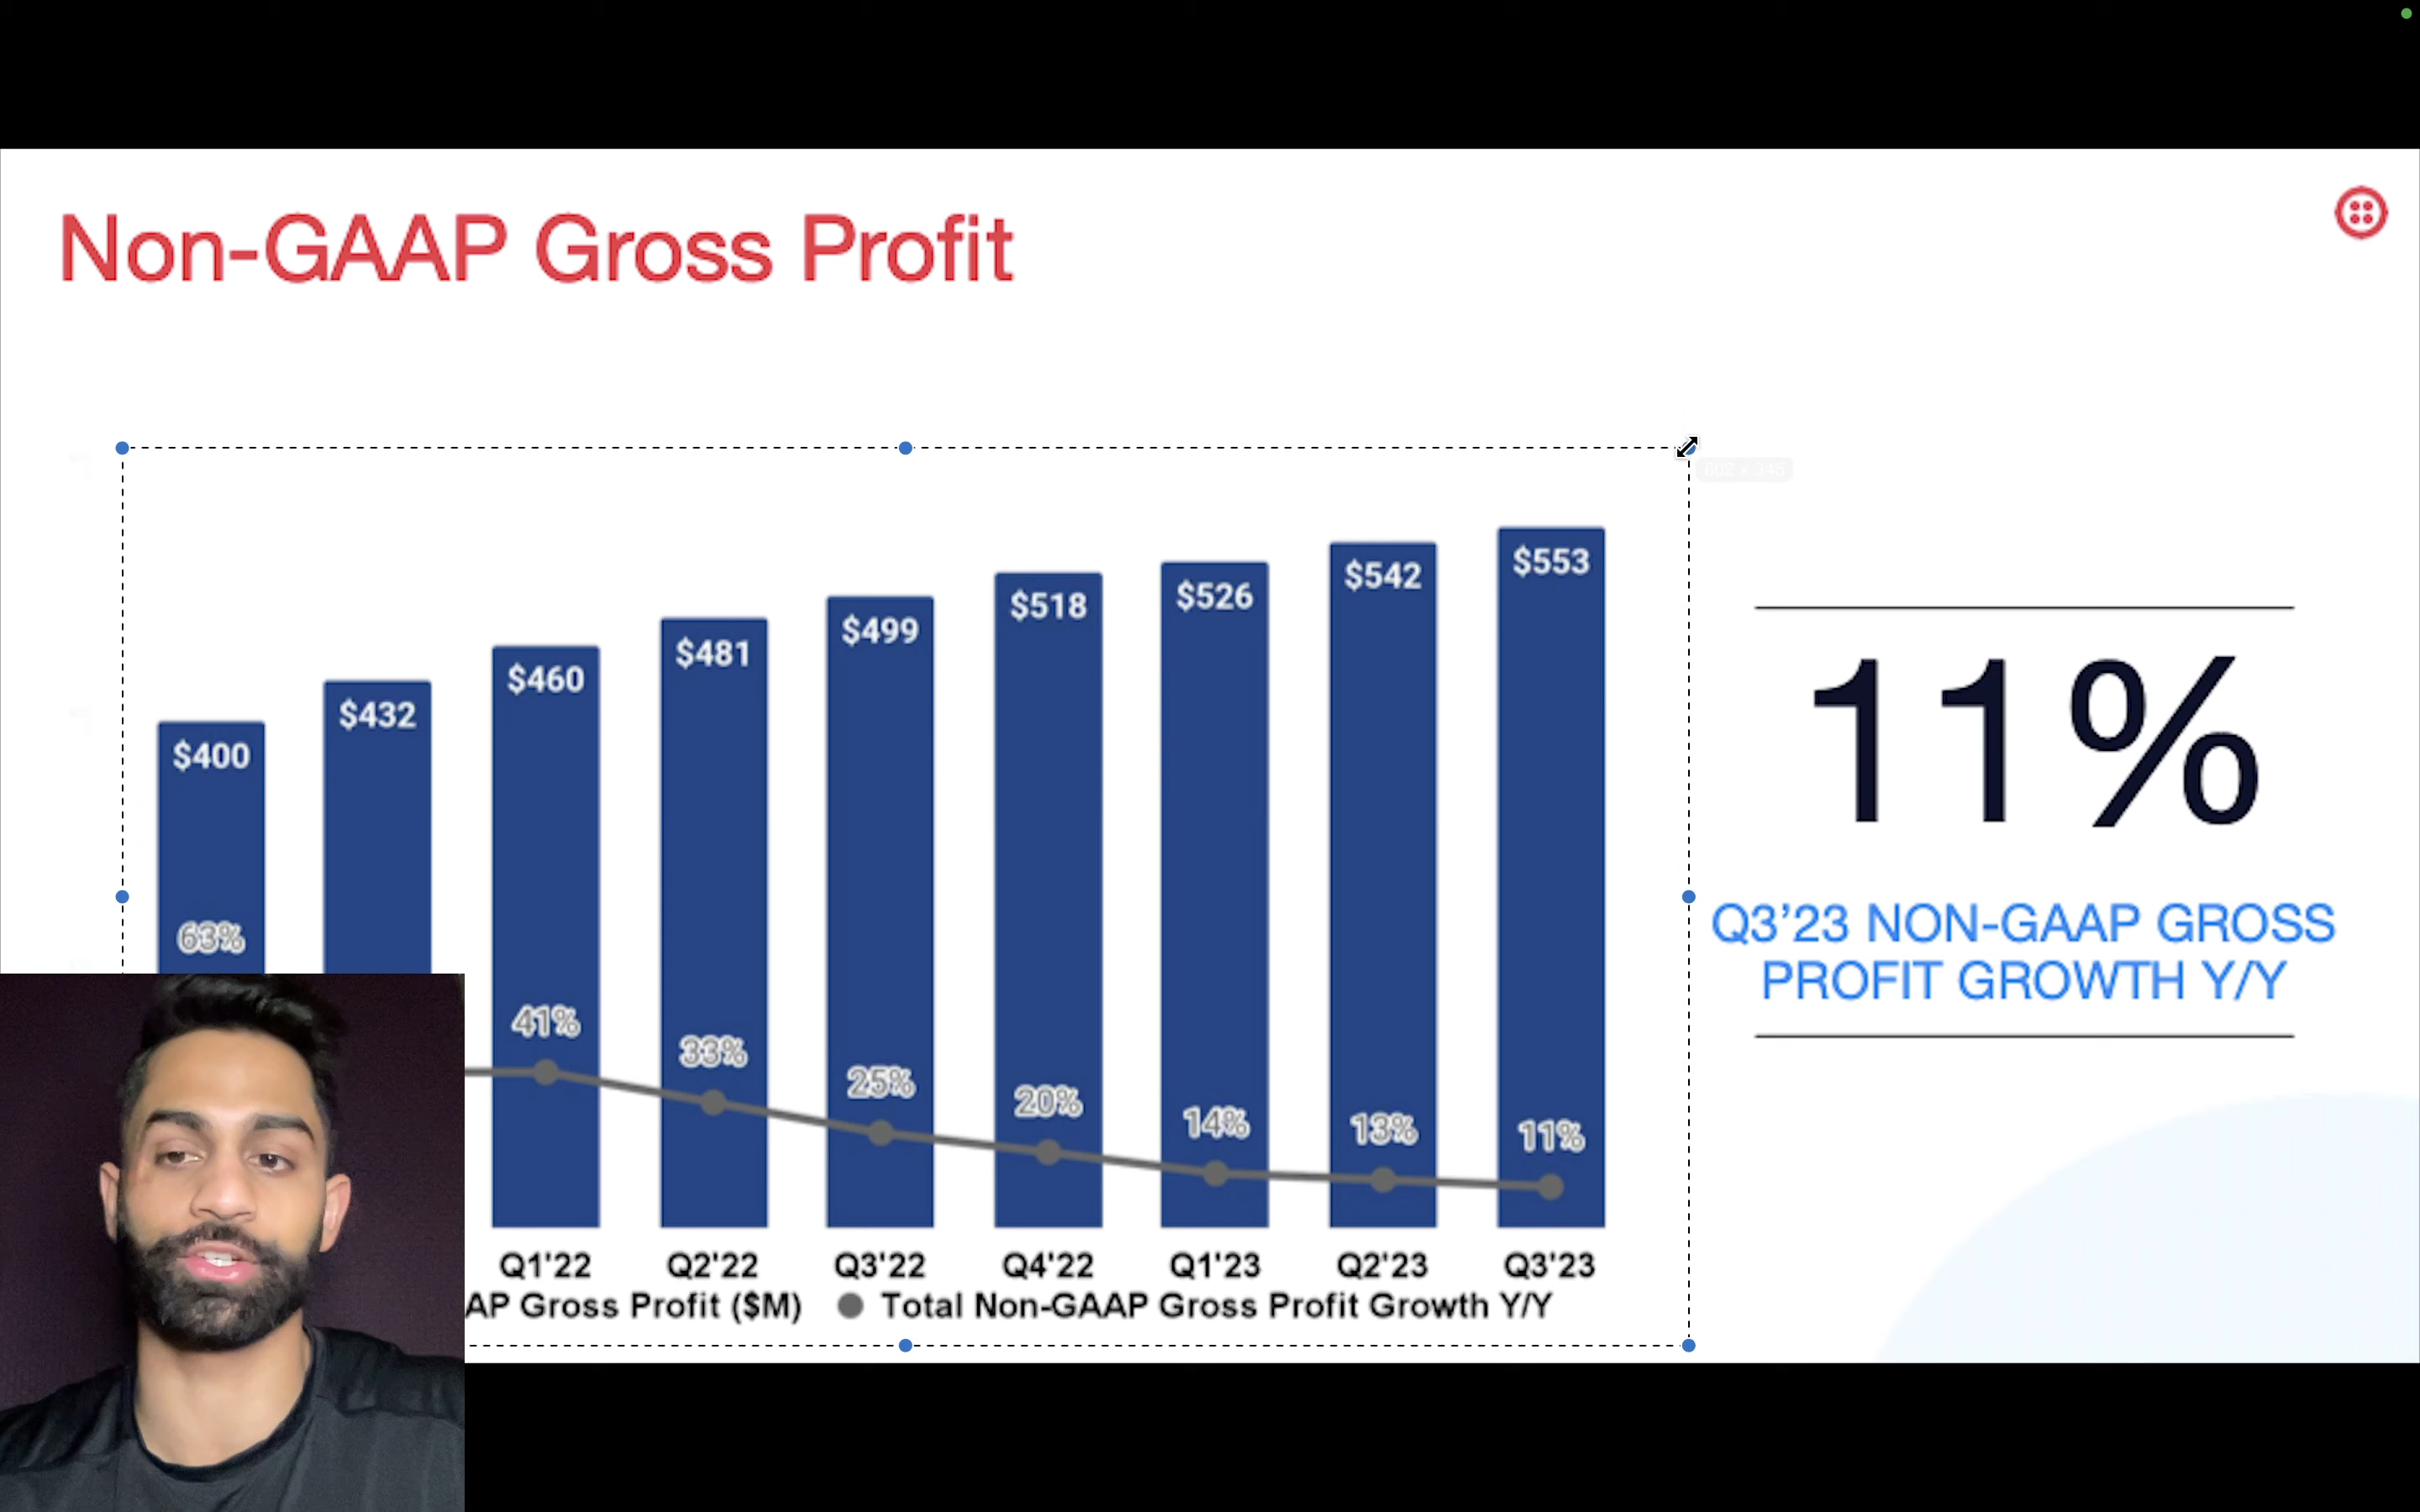 Non-GAAP Gross Profit
$400 $432 $460 $481 $499 $518 $526 $542 $553
63% 41% 33% 25% 20% 14% 13% 11%
Q1'22 Q2'22 Q3'22 Q4'22 Q1'23 Q2'23 Q3'23
AP Gross Profit ($M) Total Non-GAAP Gross Profit Growth Y/Y
11%
Q3’23 NON-GAAP GROSS
PROFIT GROWTH Y/Y